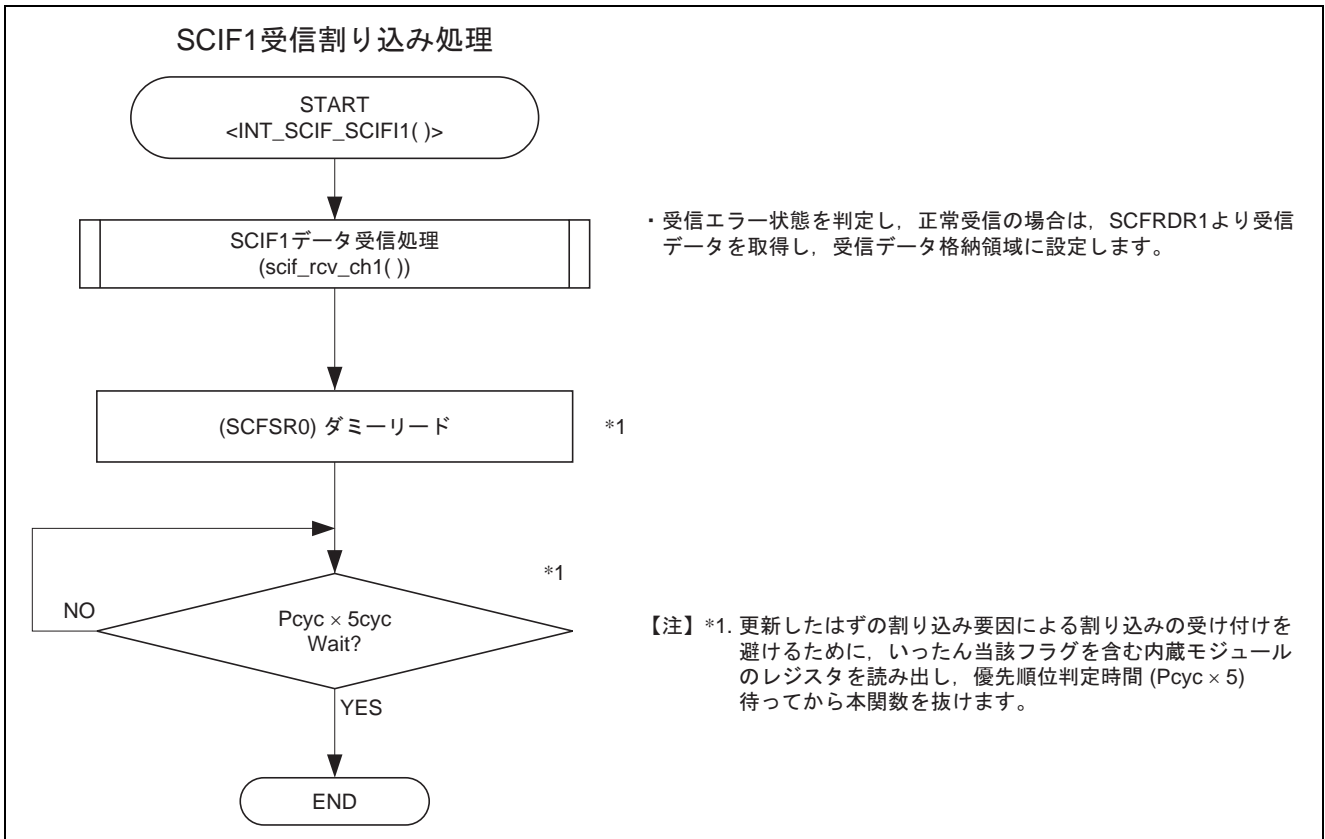 SCIF1受信割り込み処理
START
<INT_SCIF_SCIFI1( )>
SCIF1データ受信処理
(scif_rcv_ch1( ))
・受信エラー状態を判定し，正常受信の場合は，SCFRDR1より受信
データを取得し，受信データ格納領域に設定します。
(SCFSR0) ダミーリード
*1
*1
NO
Pcyc × 5cyc
Wait?
YES
【注】*1. 更新したはずの割り込み要因による割り込みの受け付けを
避けるために，いったん当該フラグを含む内蔵モジュール
のレジスタを読み出し，優先順位判定時間 (Pcyc × 5)
待ってから本関数を抜けます。
END